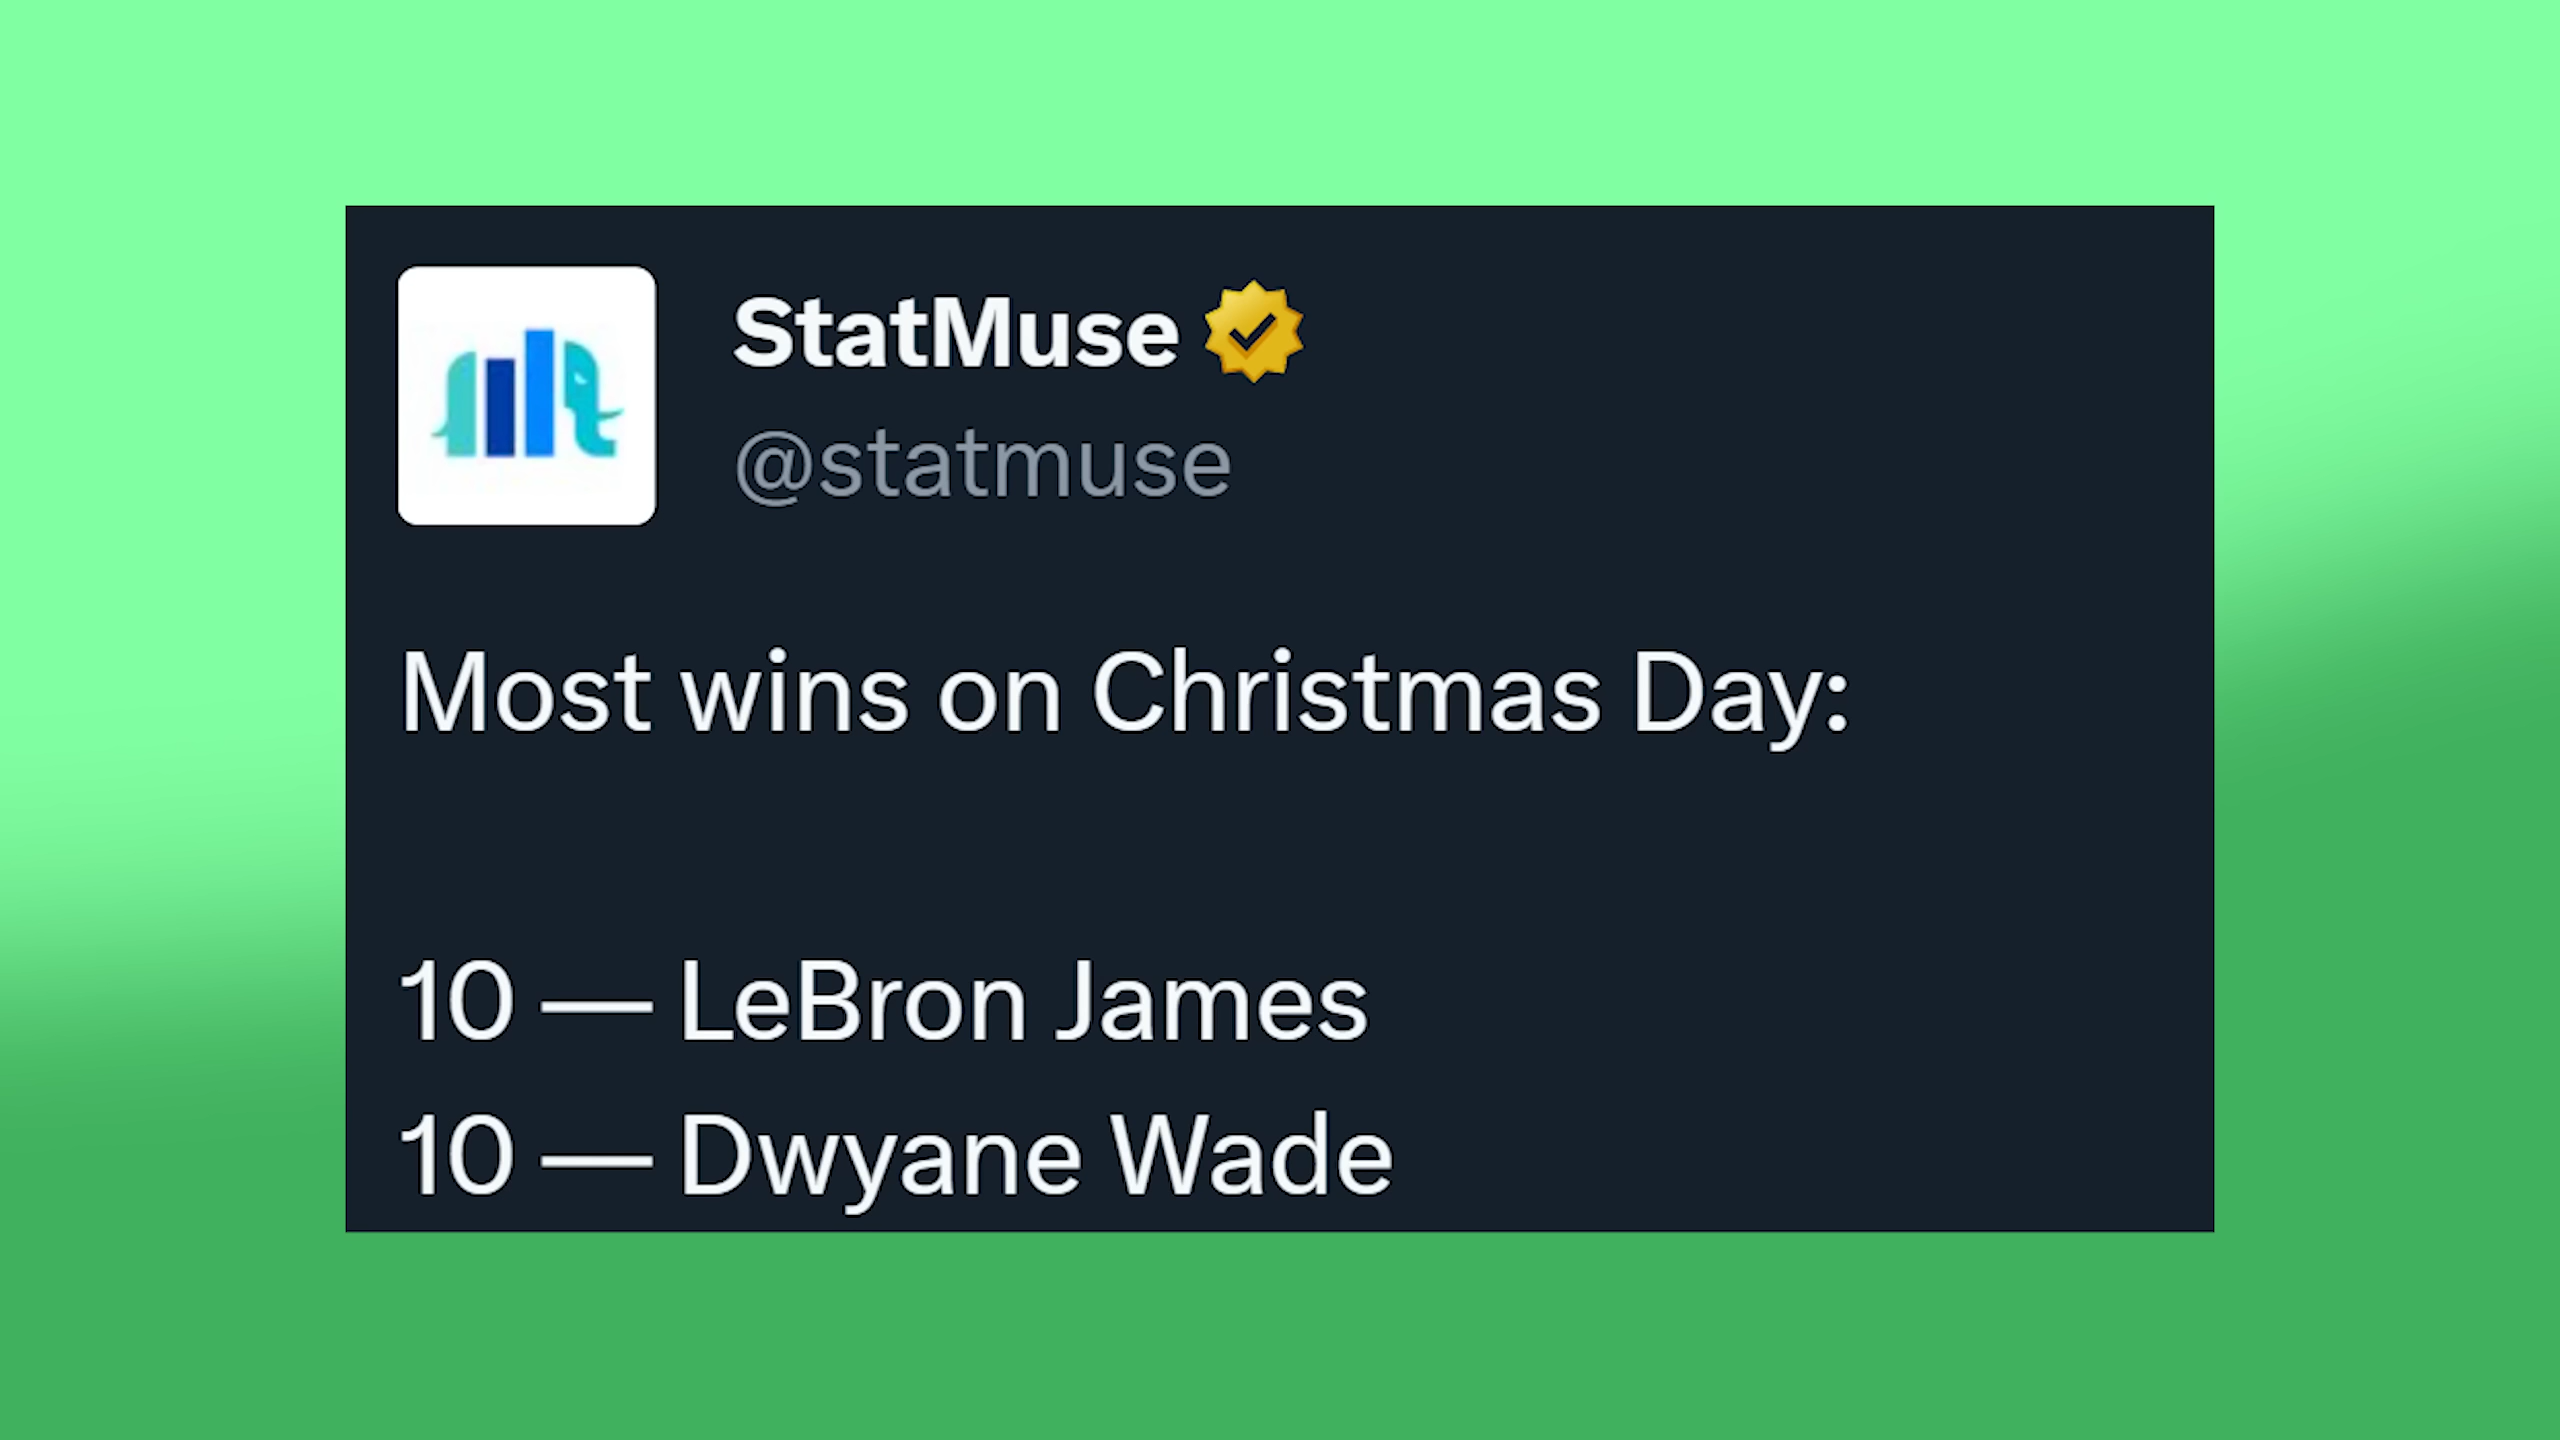 StatMuse
@statmuse
Most wins on Christmas Day:
10 — LeBron James
10 — Dwyane Wade